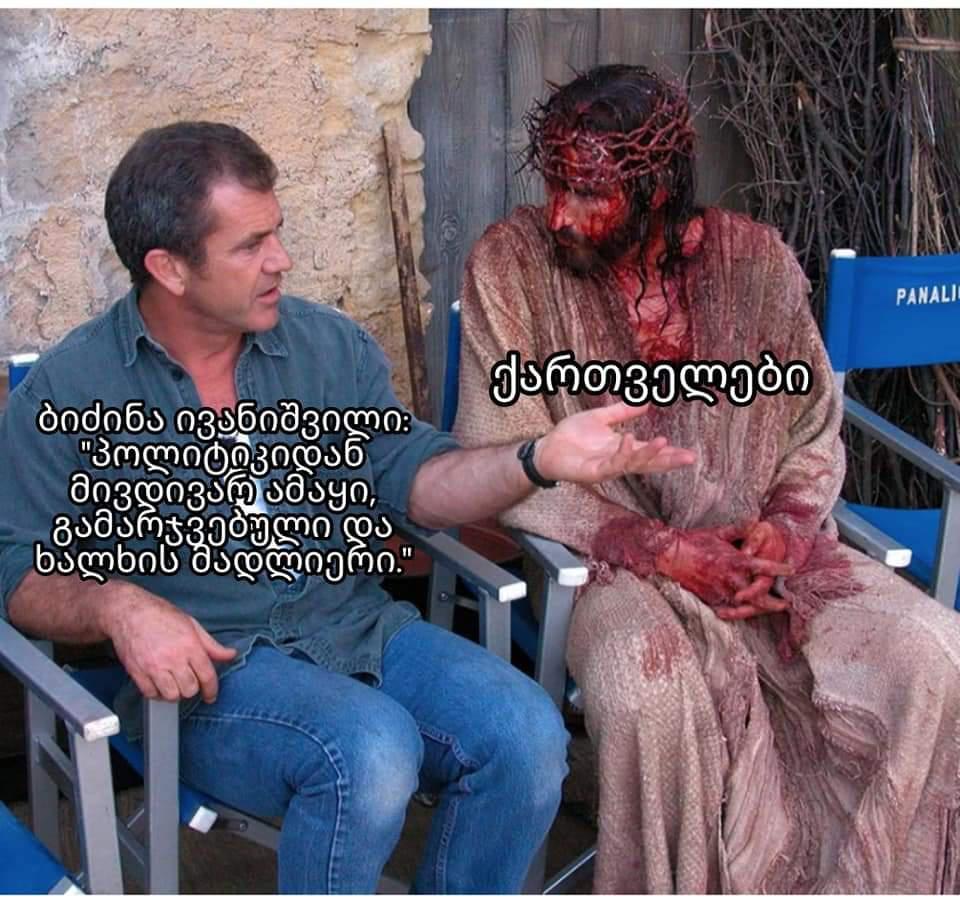 ბიძინა ივანიშვილი:
"პოლიტიკიდან
მივდივარ ამაყი,
გამარჯვებული და
ხალხის მადლიერი."
ქართველები
PANALI